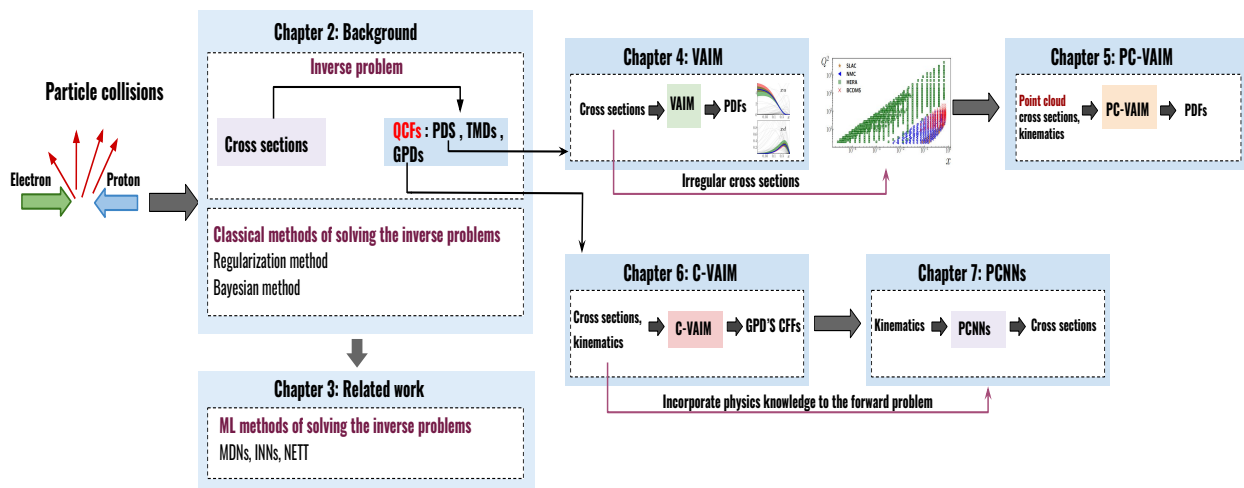 Particle collisions
Electron
Proton
Chapter 2: Background
Inverse problem
Cross sections
QCFs : PDS , TMDs ,
GPDs
Classical methods of solving the inverse problems
Regularization method
Bayesian method
Chapter 3: Related work
ML methods of solving the inverse problems
MDNs, INNs, NETT
Chapter 4: VAIM
Cross sections
VAIM
PDFs
xu
xd
Irregular cross sections
Q²
SLAC
NMC
HERA
BCDMS
x
Chapter 5: PC-VAIM
Point cloud
cross sections,
kinematics
PC-VAIM
PDFs
Chapter 6: C-VAIM
Cross sections,
kinematics
C-VAIM
GPD'S CFFs
Incorporate physics knowledge to the forward problem
Chapter 7: PCNNs
Kinematics
PCNNs
Cross sections